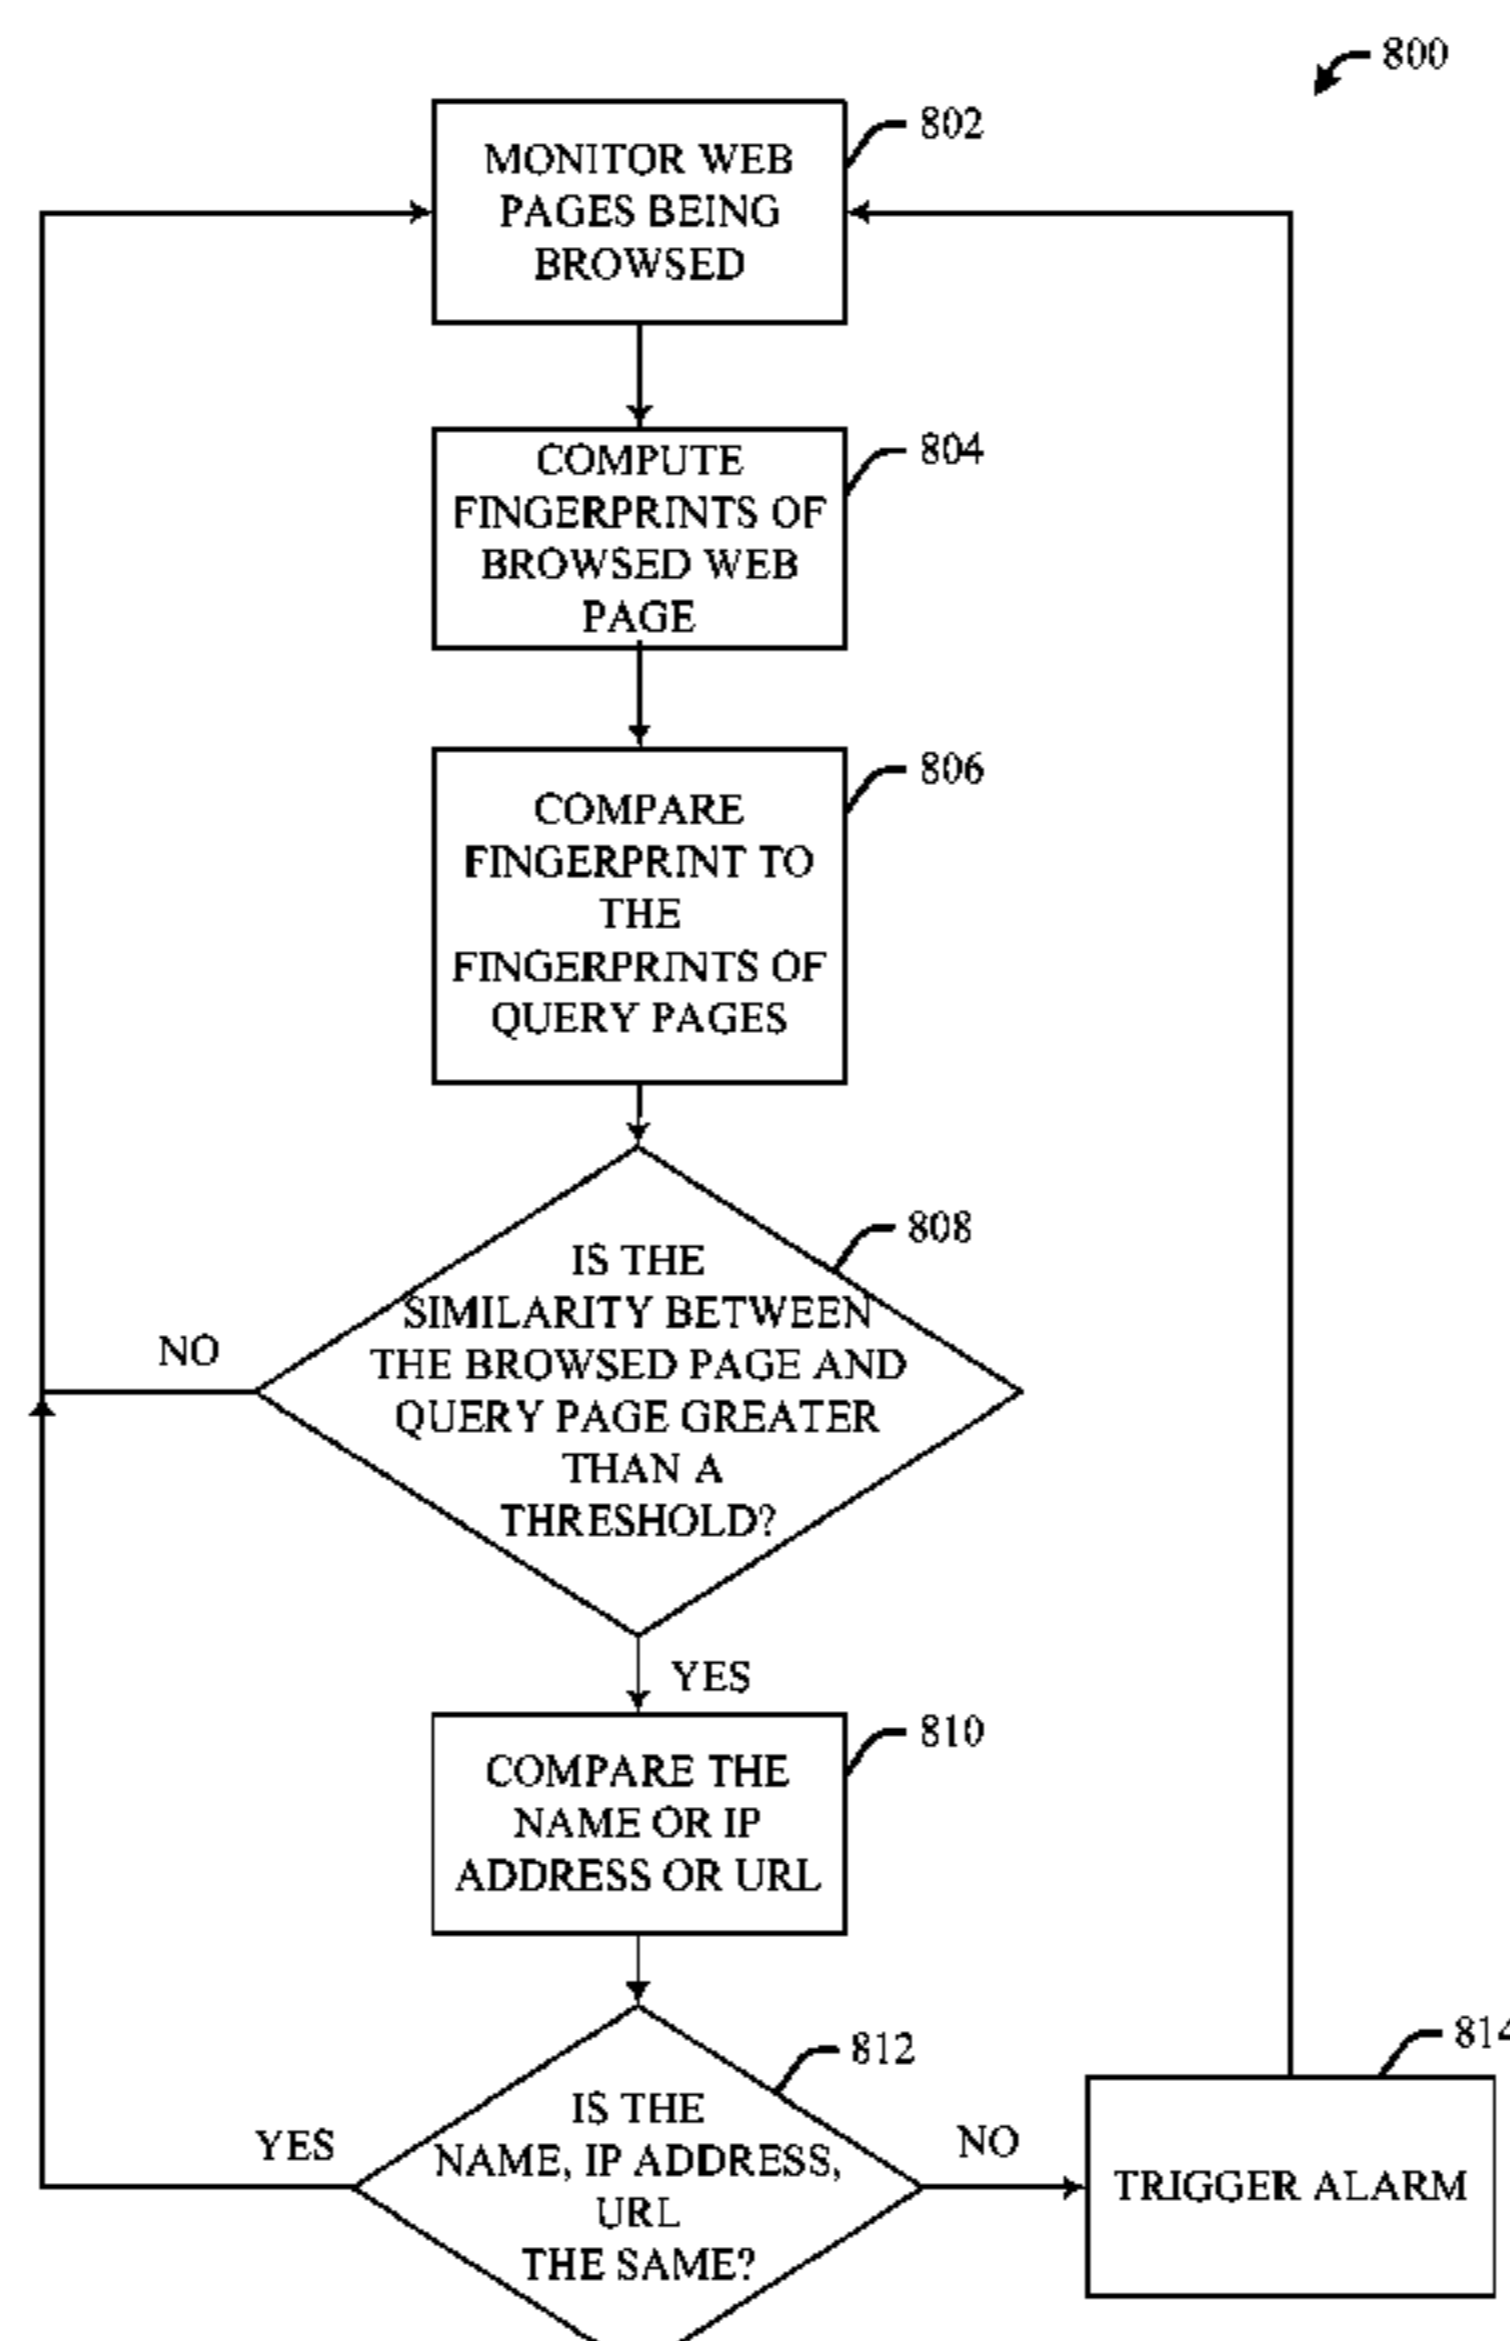 800
802
MONITOR WEB
PAGES BEING
BROWSED
804
COMPUTE
FINGERPRINTS OF
BROWSED WEB
PAGE
806
COMPARE
FINGERPRINT TO
THE
FINGERPRINTS OF
QUERY PAGES
808
IS THE
SIMILARITY BETWEEN
THE BROWSED PAGE AND
QUERY PAGE GREATER
THAN A
THRESHOLD?
NO
YES
810
COMPARE THE
NAME OR IP
ADDRESS OR URL
812
IS THE
NAME, IP ADDRESS,
URL
THE SAME?
YES
NO
814
TRIGGER ALARM